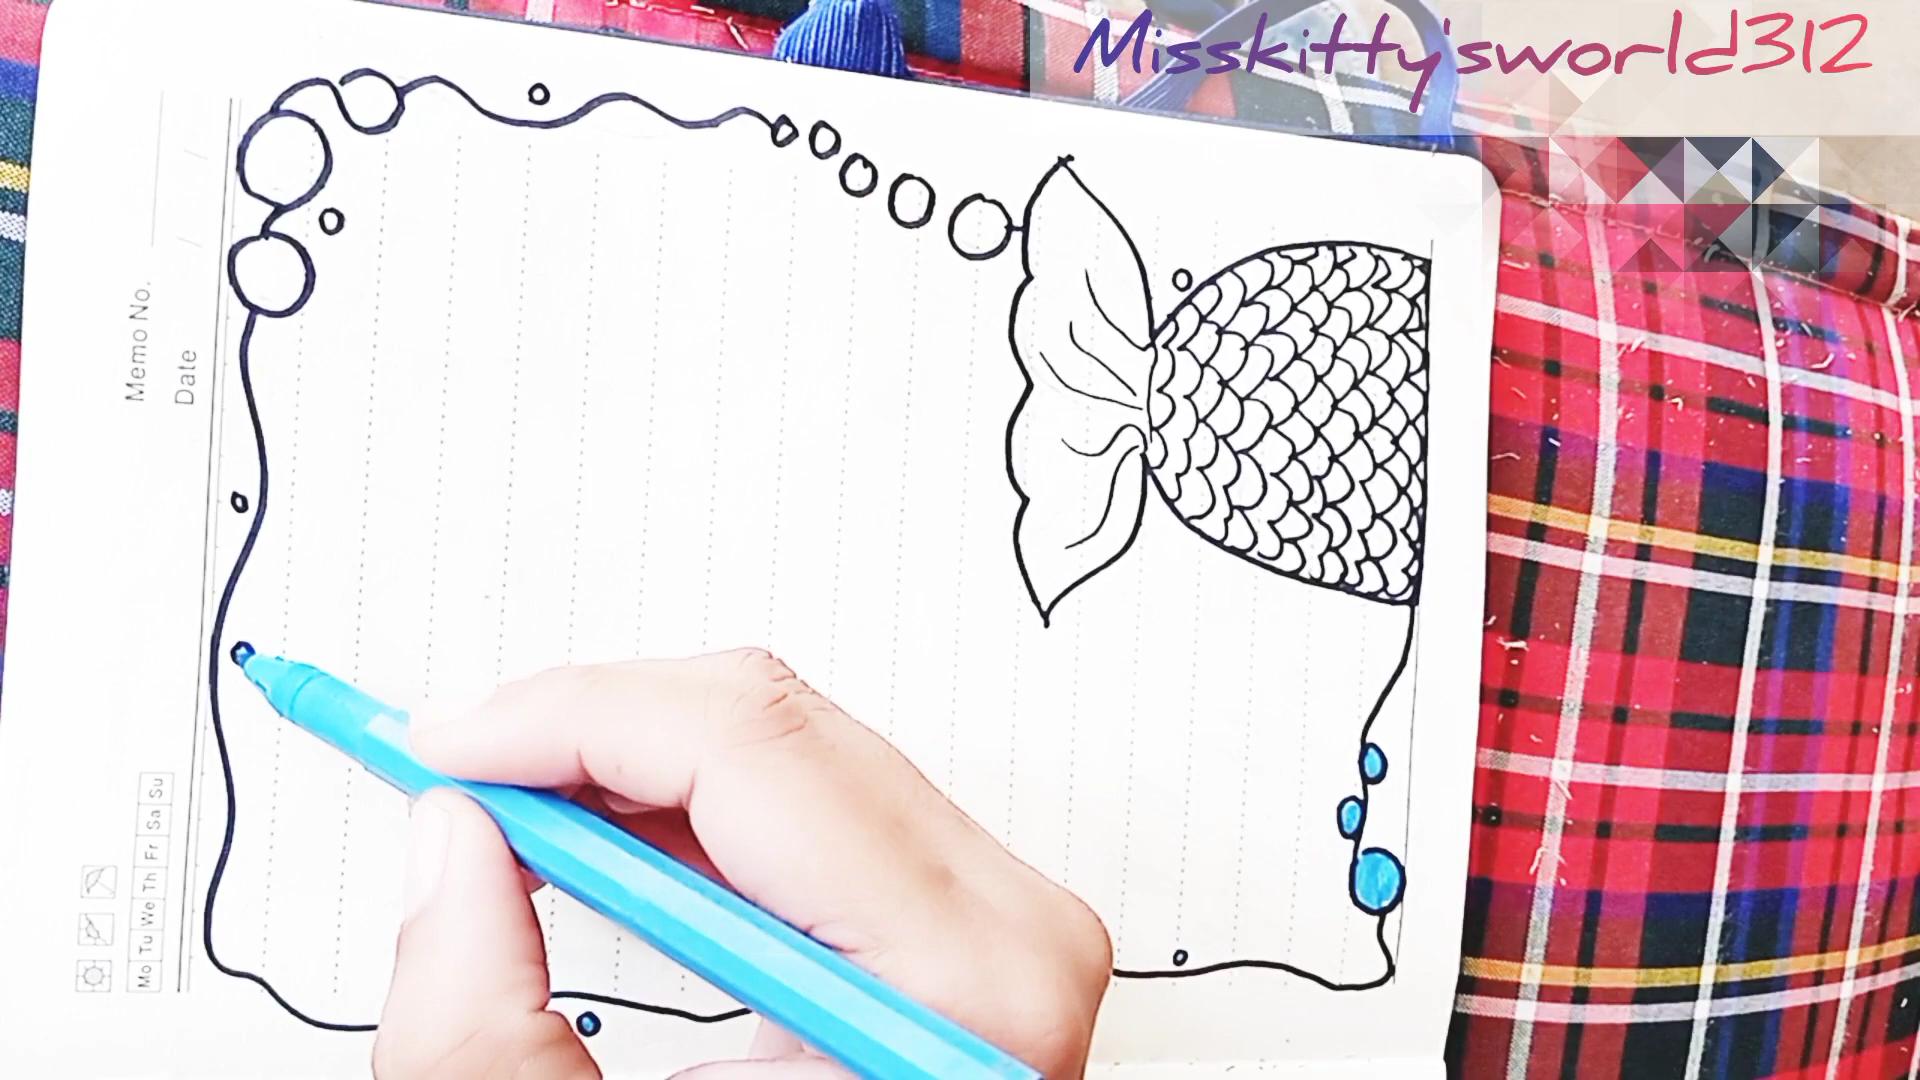 Misskitty'sworld312
Memo No.
Date / /
Mo Tu We Th Fr Sa Su